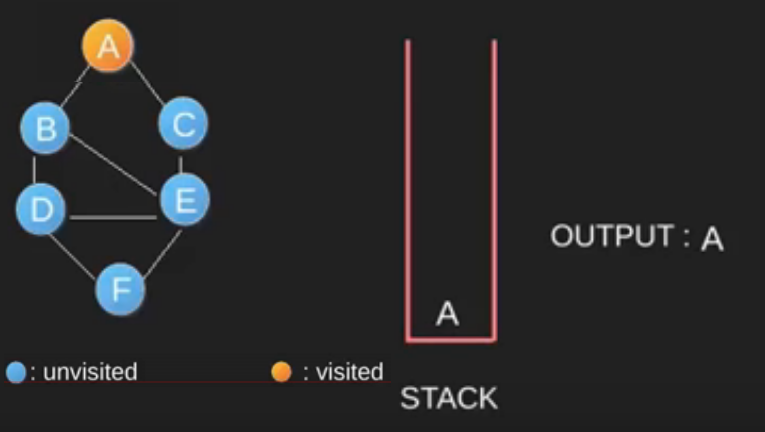 A
B
C
D
E
F
A
OUTPUT : A
: unvisited
: visited
STACK